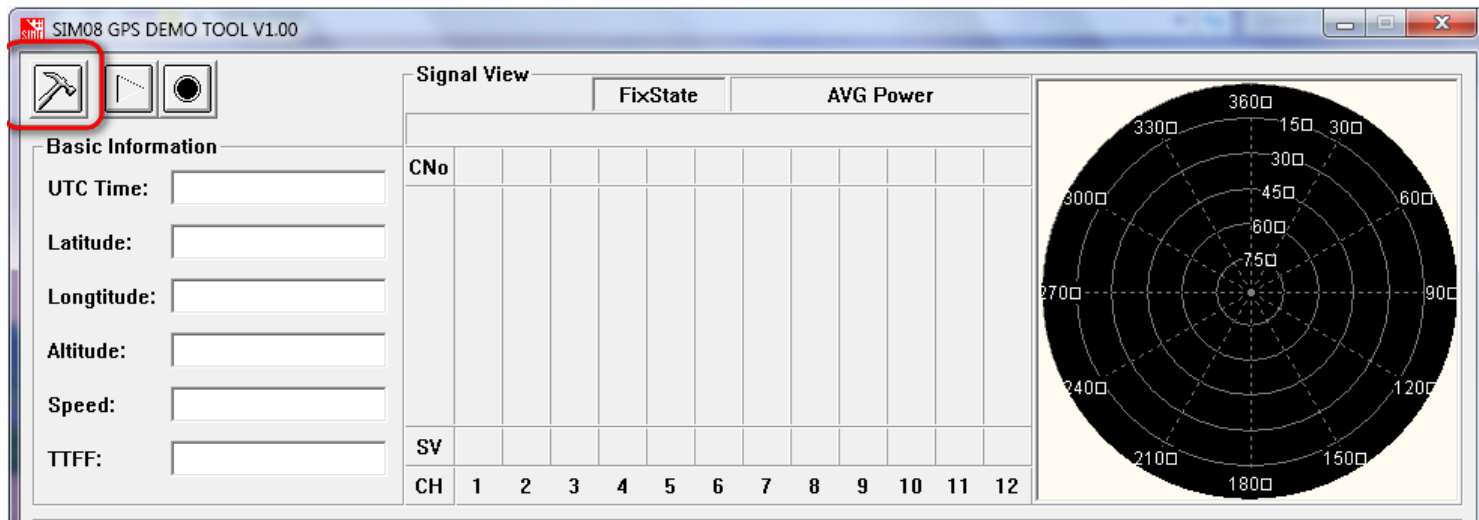 SIM08 GPS DEMO TOOL V1.00
Signal View
FixState
AVG Power
Basic Information
UTC Time:
Latitude:
Longtitude:
Altitude:
Speed:
TTFF:
CNo
SV
CH 1 2 3 4 5 6 7 8 9 10 11 12
360□
330□ 15□ 30□
30□
300□ 45□ 60□
60□
75□
270□ 90□
240□ 120□
210□ 150□
180□